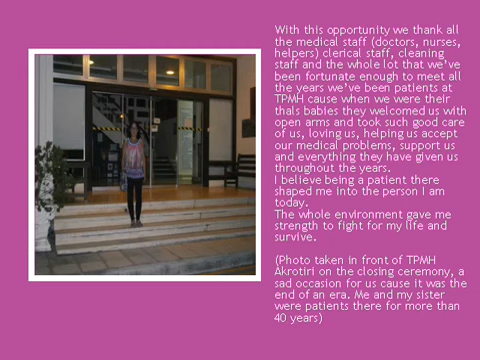 With this opportunity we thank all
the medical staff (doctors, nurses,
helpers) clerical staff, cleaning
staff and the whole lot that we've
been fortunate enough to meet all
the years we've been patients at
TPMH cause when we were their
thals babies they welcomed us with
open arms and took such good care
of us, loving us, helping us accept
our medical problems, support us
and everything they have given us
throughout the years.
I believe being a patient there
shaped me into the person I am
today.
The whole environment gave me
strength to fight for my life and
survive.
(Photo taken in front of TPMH
Akrotiri on the closing ceremony, a
sad occasion for us cause it was the
end of an era. Me and my sister
were patients there for more than
40 years)